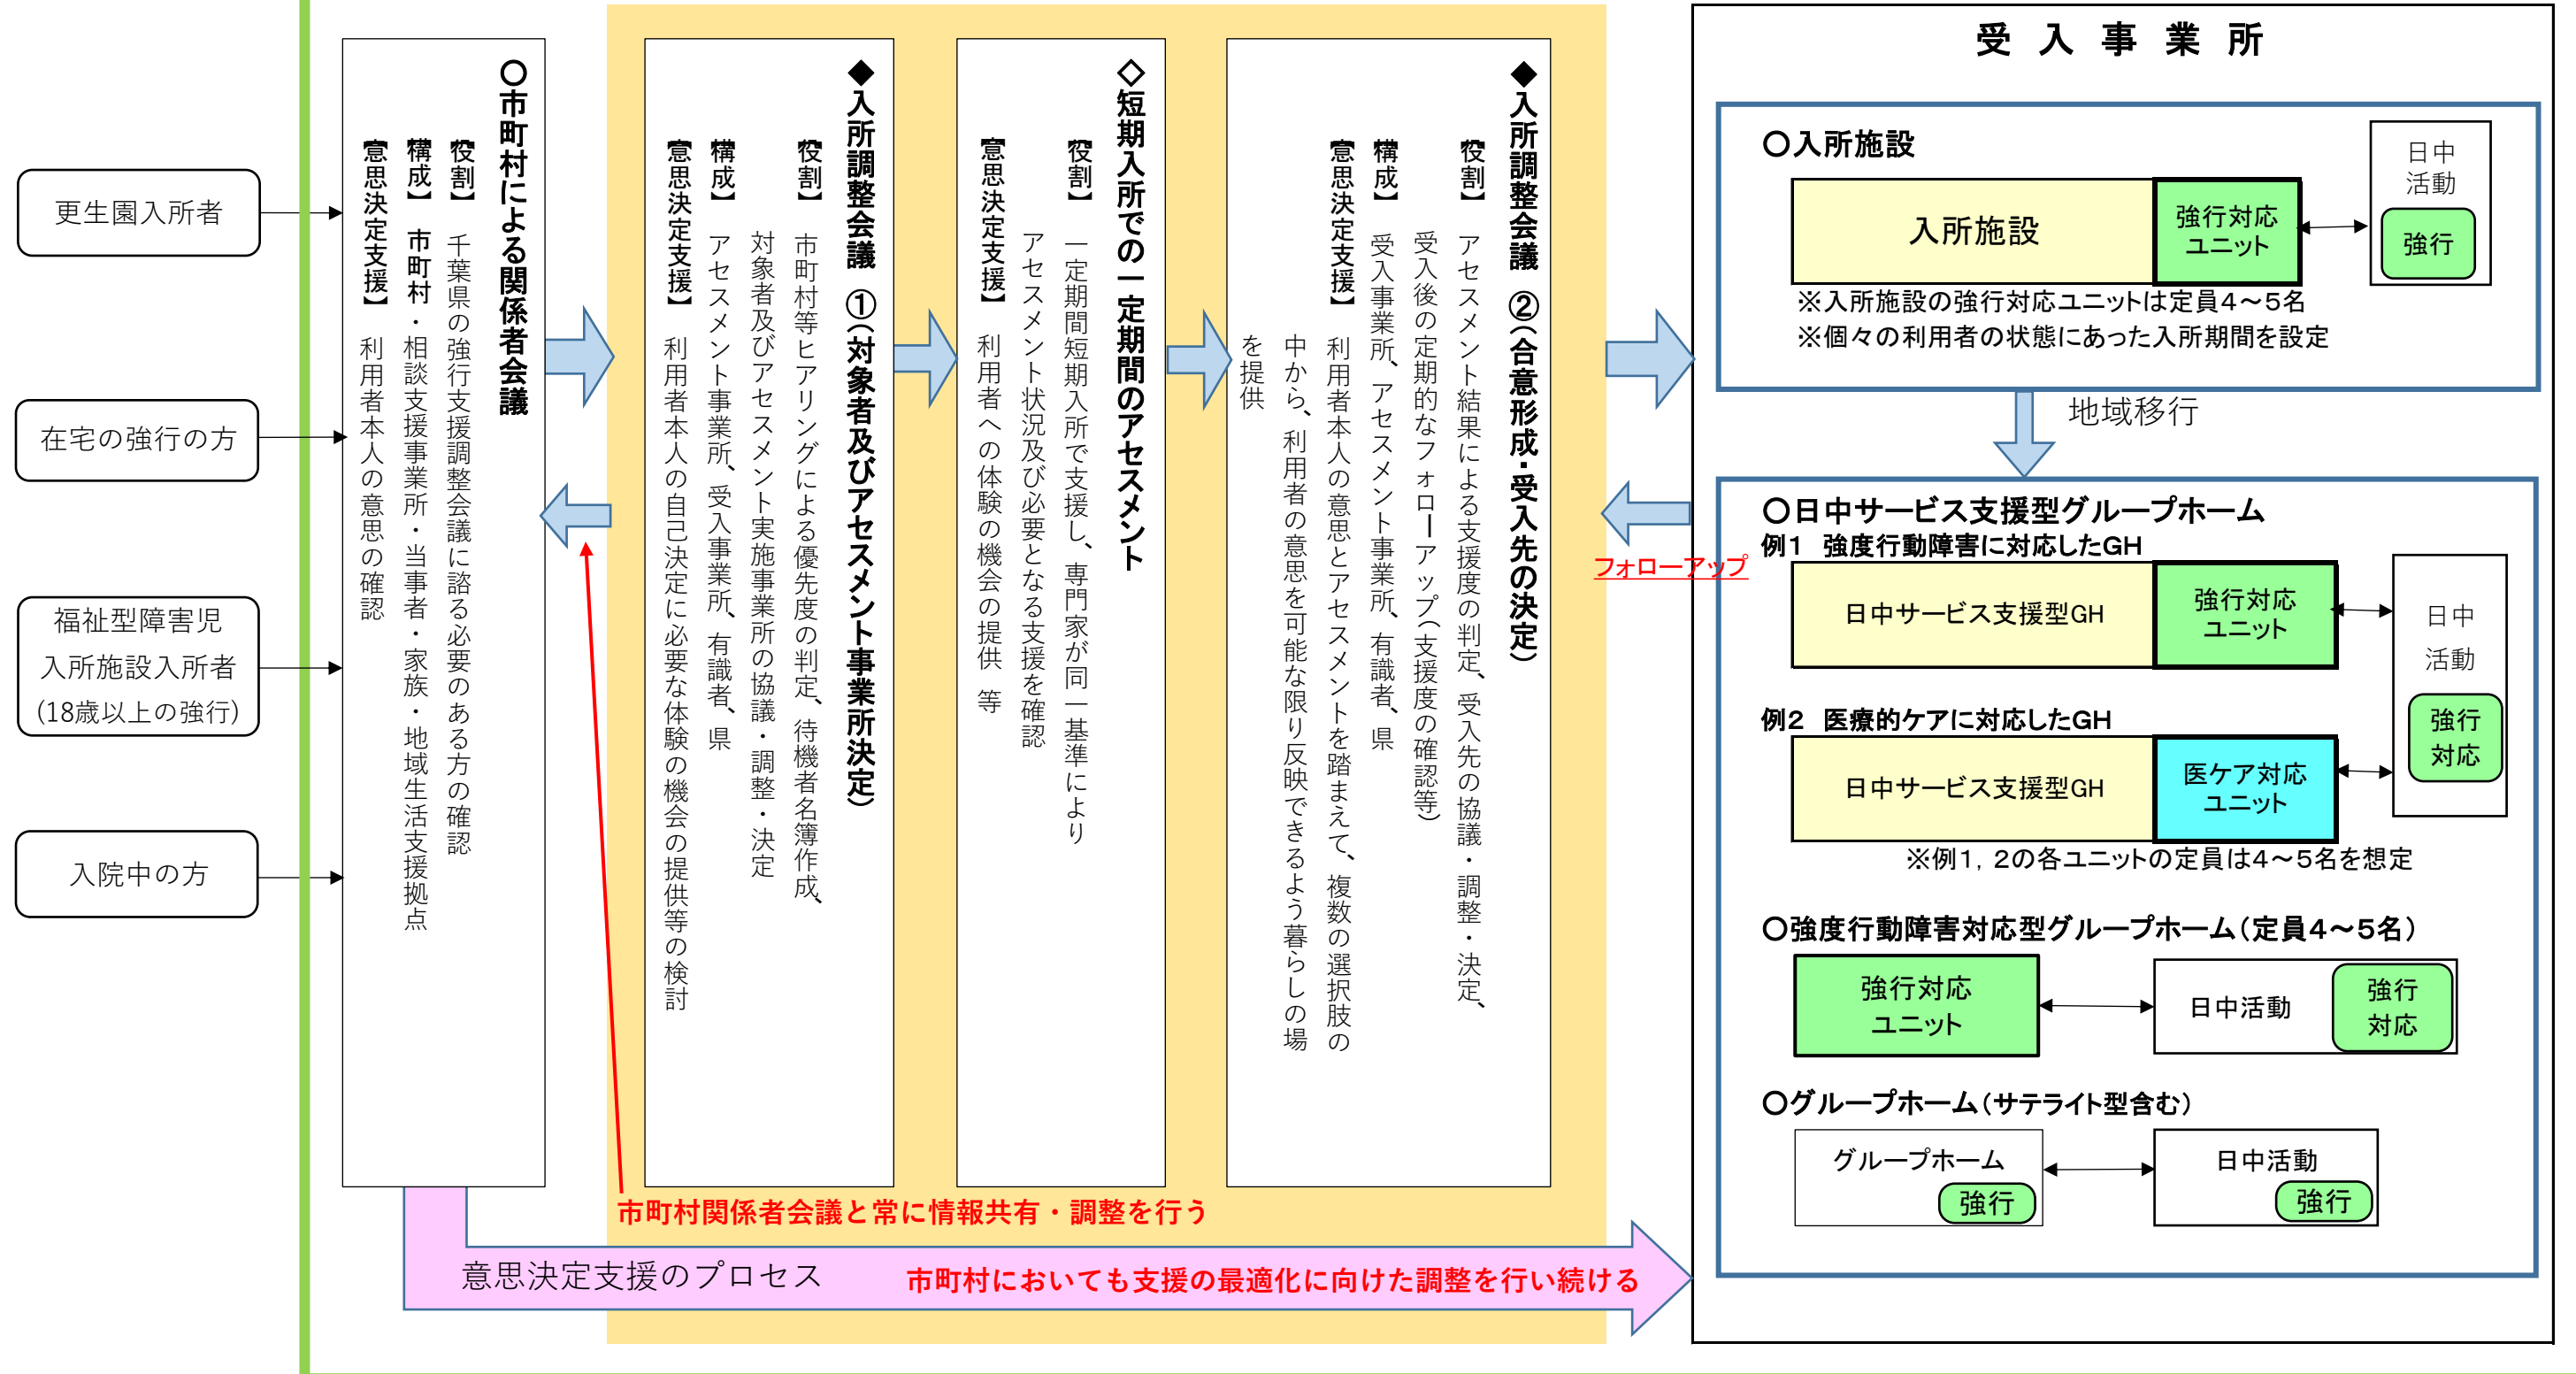 更生園入所者
在宅の強行の方
福祉型障害児
入所施設入所者
(18歳以上の強行)
入院中の方
〇市町村による関係者会議
【役割】 千葉県の強行支援調整会議に諮る必要のある方の確認
【構成】 市町村・相談支援事業所・当事者・家族・地域生活支援拠点
【意思決定支援】 利用者本人の意思の確認
◆入所調整会議 ①(対象者及びアセスメント事業所決定)
【役割】 市町村等ヒアリングによる優先度の判定、待機者名簿作成、
対象者及びアセスメント実施事業所の協議・調整・決定
【構成】 アセスメント事業所、受入事業所、有識者、県
【意思決定支援】 利用者本人の自己決定に必要な体験の機会の提供等の検討
◇短期入所での一定期間のアセスメント
【役割】 一定期間短期入所で支援し、専門家が同一基準により
アセスメント状況及び必要となる支援を確認
【意思決定支援】 利用者への体験の機会の提供 等
◆入所調整会議 ②(合意形成・受入先の決定)
【役割】 アセスメント結果による支援度の判定、受入先の協議・調整・決定、
受入後の定期的なフォローアップ(支援度の確認等)
【構成】 受入事業所、アセスメント事業所、有識者、県
【意思決定支援】 利用者本人の意思とアセスメントを踏まえて、複数の選択肢の
中から、利用者の意思を可能な限り反映できるよう暮らしの場
を提供
市町村関係者会議と常に情報共有・調整を行う
意思決定支援のプロセス 市町村においても支援の最適化に向けた調整を行い続ける
フォローアップ
受入事業所
〇入所施設
入所施設
強行対応
ユニット
日中
活動
強行
※入所施設の強行対応ユニットは定員4~5名
※個々の利用者の状態にあった入所期間を設定
地域移行
〇日中サービス支援型グループホーム
例1 強度行動障害に対応したGH
日中サービス支援型GH
強行対応
ユニット
日中
活動
強行
対応
例2 医療的ケアに対応したGH
日中サービス支援型GH
医ケア対応
ユニット
※例1,2の各ユニットの定員は4~5名を想定
〇強度行動障害対応型グループホーム(定員4~5名)
強行対応
ユニット
日中活動
強行
対応
〇グループホーム(サテライト型含む)
グループホーム
強行
日中活動
強行